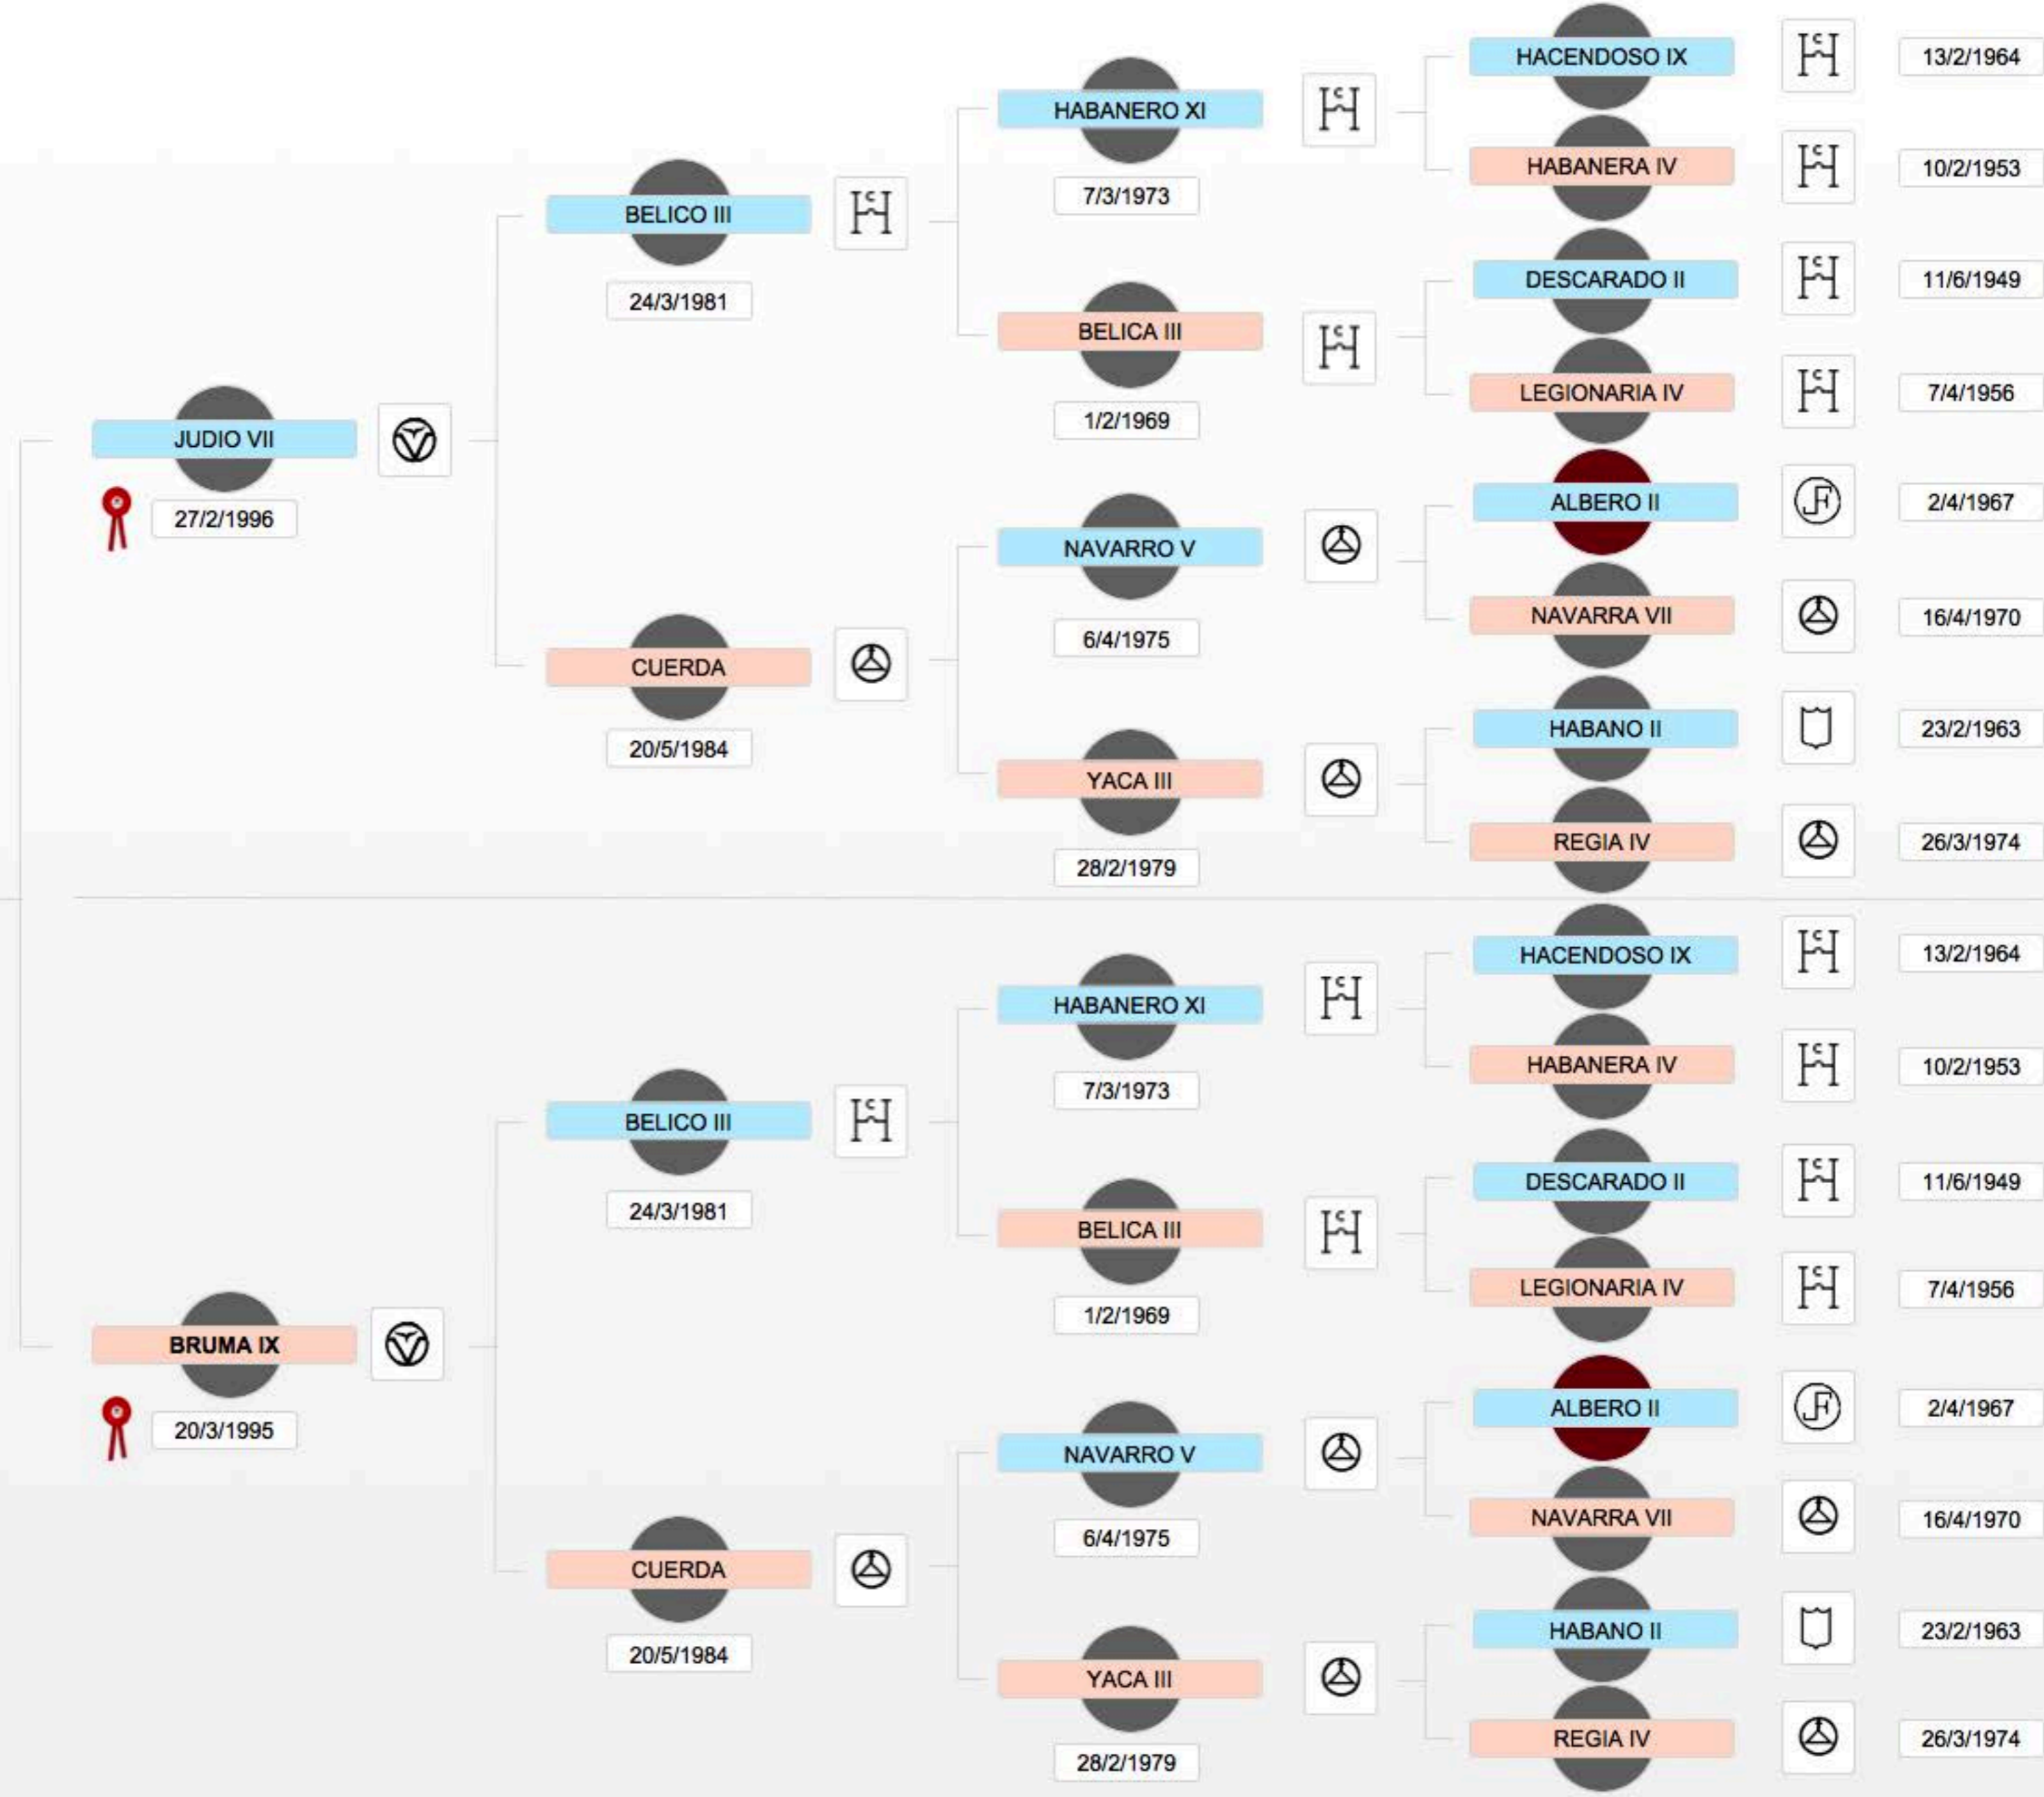 JUDIO VII
27/2/1996
BELICO III
24/3/1981
HABANERO XI
7/3/1973
HACENDOSO IX
13/2/1964
HABANERA IV
10/2/1953
BELICA III
1/2/1969
DESCARADO II
11/6/1949
LEGIONARIA IV
7/4/1956
CUERDA
20/5/1984
NAVARRO V
6/4/1975
ALBERO II
2/4/1967
NAVARRA VII
16/4/1970
YACA III
28/2/1979
HABANO II
23/2/1963
REGIA IV
26/3/1974
BRUMA IX
20/3/1995
BELICO III
24/3/1981
HABANERO XI
7/3/1973
HACENDOSO IX
13/2/1964
HABANERA IV
10/2/1953
BELICA III
1/2/1969
DESCARADO II
11/6/1949
LEGIONARIA IV
7/4/1956
CUERDA
20/5/1984
NAVARRO V
6/4/1975
ALBERO II
2/4/1967
NAVARRA VII
16/4/1970
YACA III
28/2/1979
HABANO II
23/2/1963
REGIA IV
26/3/1974